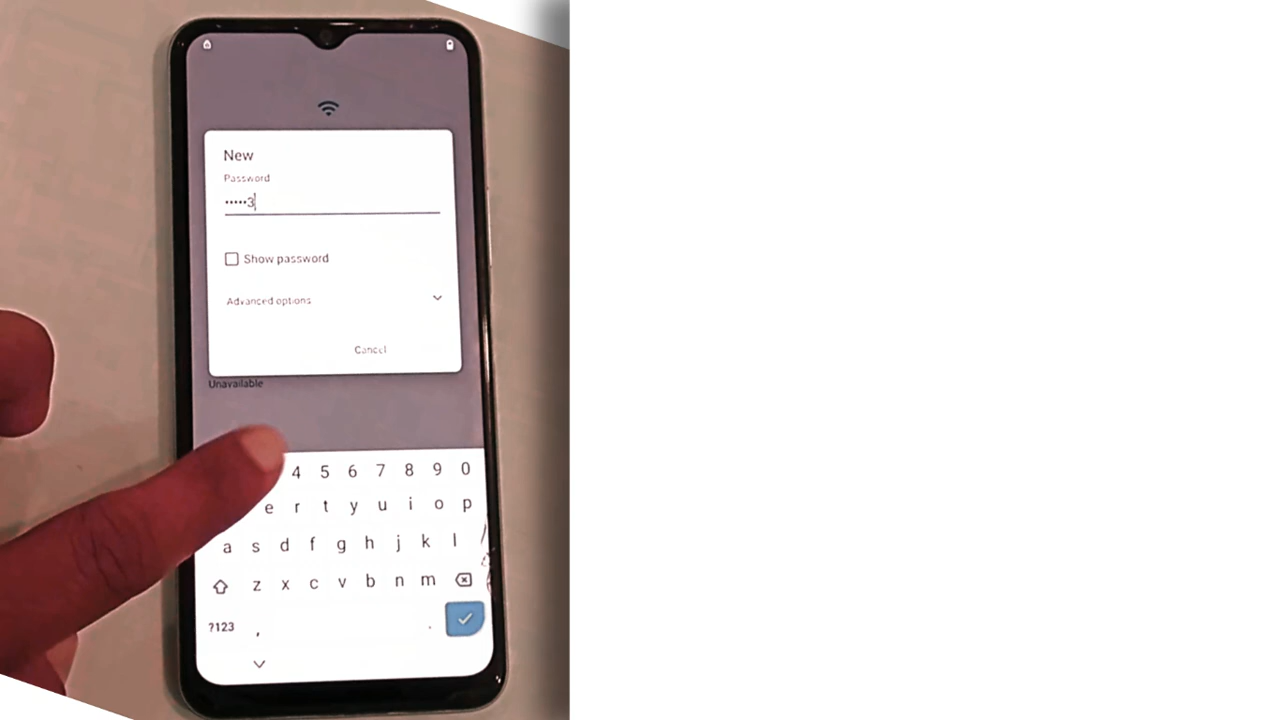 New
Password
•••••3
Show password
Advanced options
Cancel
Unavailable
4 5 6 7 8 9 0
e r t y u i o p
a s d f g h j k l
z x c v b n m
?123 , .